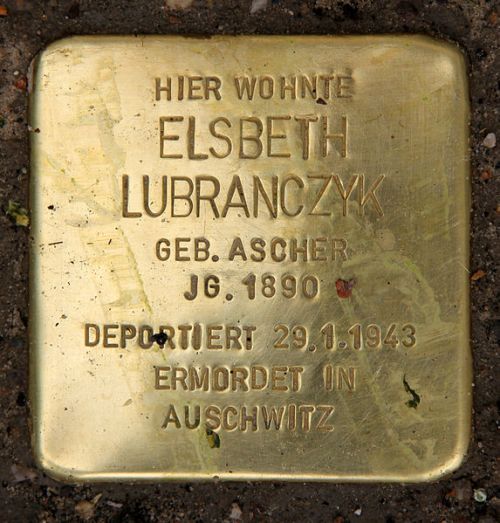 HIER WOHNTE
ELSBETH
LUBRANCZYK
GEB. ASCHER
JG. 1890
DEPORTIERT 29.1.1943
ERMORDET IN
AUSCHWITZ